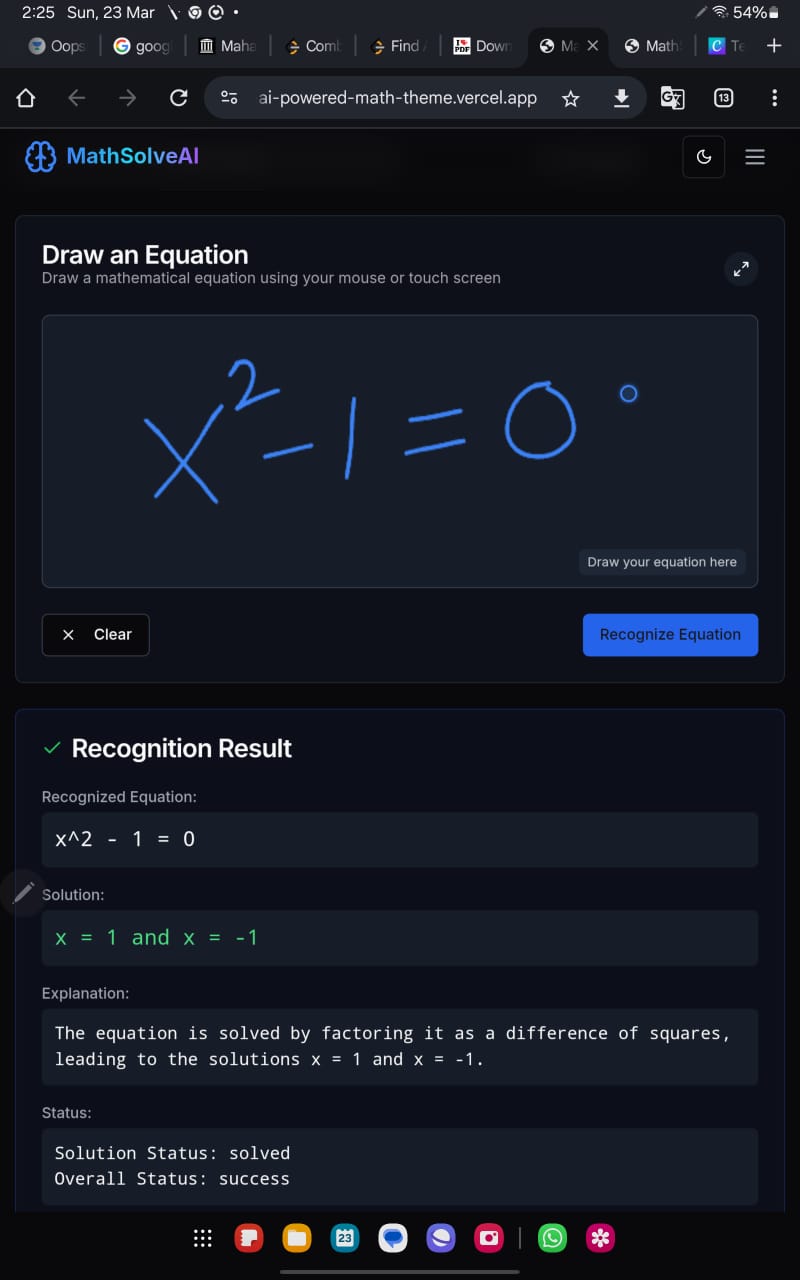 2:25 Sun, 23 Mar 54%
Oops goog Maha Comb Find Down Ma Math Te
ai-powered-math-theme.vercel.app 13
MathSolveAI
Draw an Equation
Draw a mathematical equation using your mouse or touch screen
x² - 1 = 0
Draw your equation here
Clear Recognize Equation
Recognition Result
Recognized Equation:
x^2 - 1 = 0
Solution:
x = 1 and x = -1
Explanation:
The equation is solved by factoring it as a difference of squares,
leading to the solutions x = 1 and x = -1.
Status:
Solution Status: solved
Overall Status: success
23